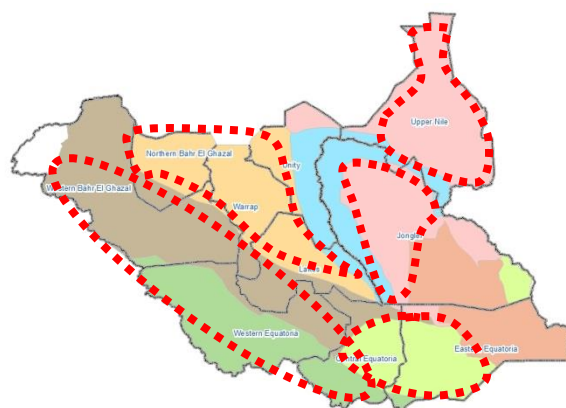 Upper Nile
Northern Bahr El Ghazal
Unity
Western Bahr El Ghazal
Warrap
Jonglei
Lakes
Western Equatoria
Central Equatoria
Eastern Equatoria